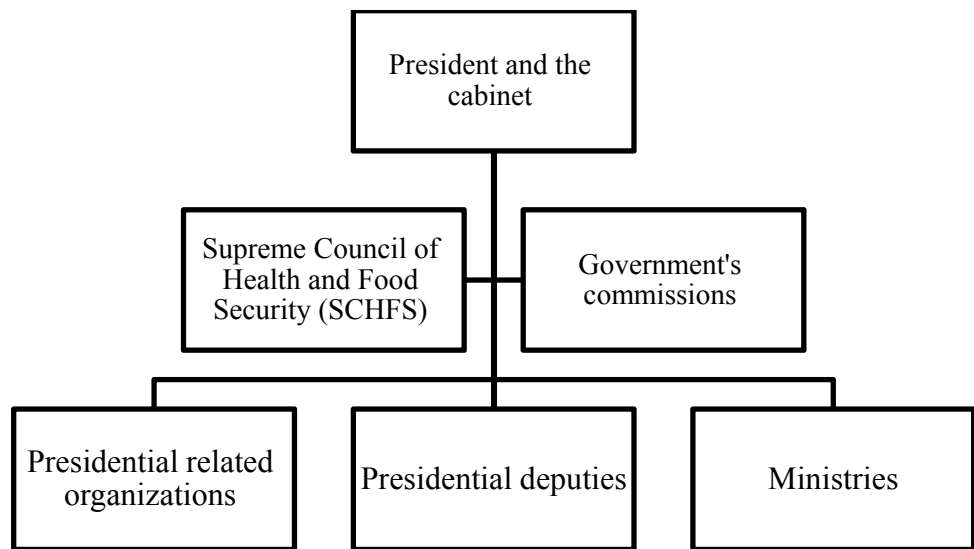 President and the
cabinet
Supreme Council of
Health and Food
Security (SCHFS)
Government's
commissions
Presidential related
organizations
Presidential deputies
Ministries